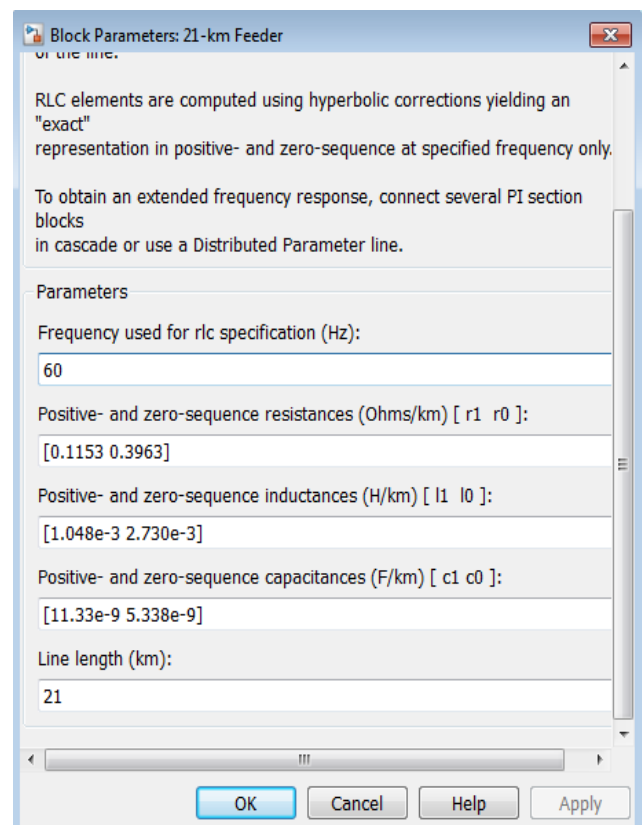 Block Parameters: 21-km Feeder
of the line.
RLC elements are computed using hyperbolic corrections yielding an
"exact"
representation in positive- and zero-sequence at specified frequency only.
To obtain an extended frequency response, connect several PI section
blocks
in cascade or use a Distributed Parameter line.
Parameters
Frequency used for rlc specification (Hz):
60
Positive- and zero-sequence resistances (Ohms/km) [ r1  r0 ]:
[0.1153 0.3963]
Positive- and zero-sequence inductances (H/km) [ l1  l0 ]:
[1.048e-3 2.730e-3]
Positive- and zero-sequence capacitances (F/km) [ c1 c0 ]:
[11.33e-9 5.338e-9]
Line length (km):
21
OK Cancel Help Apply